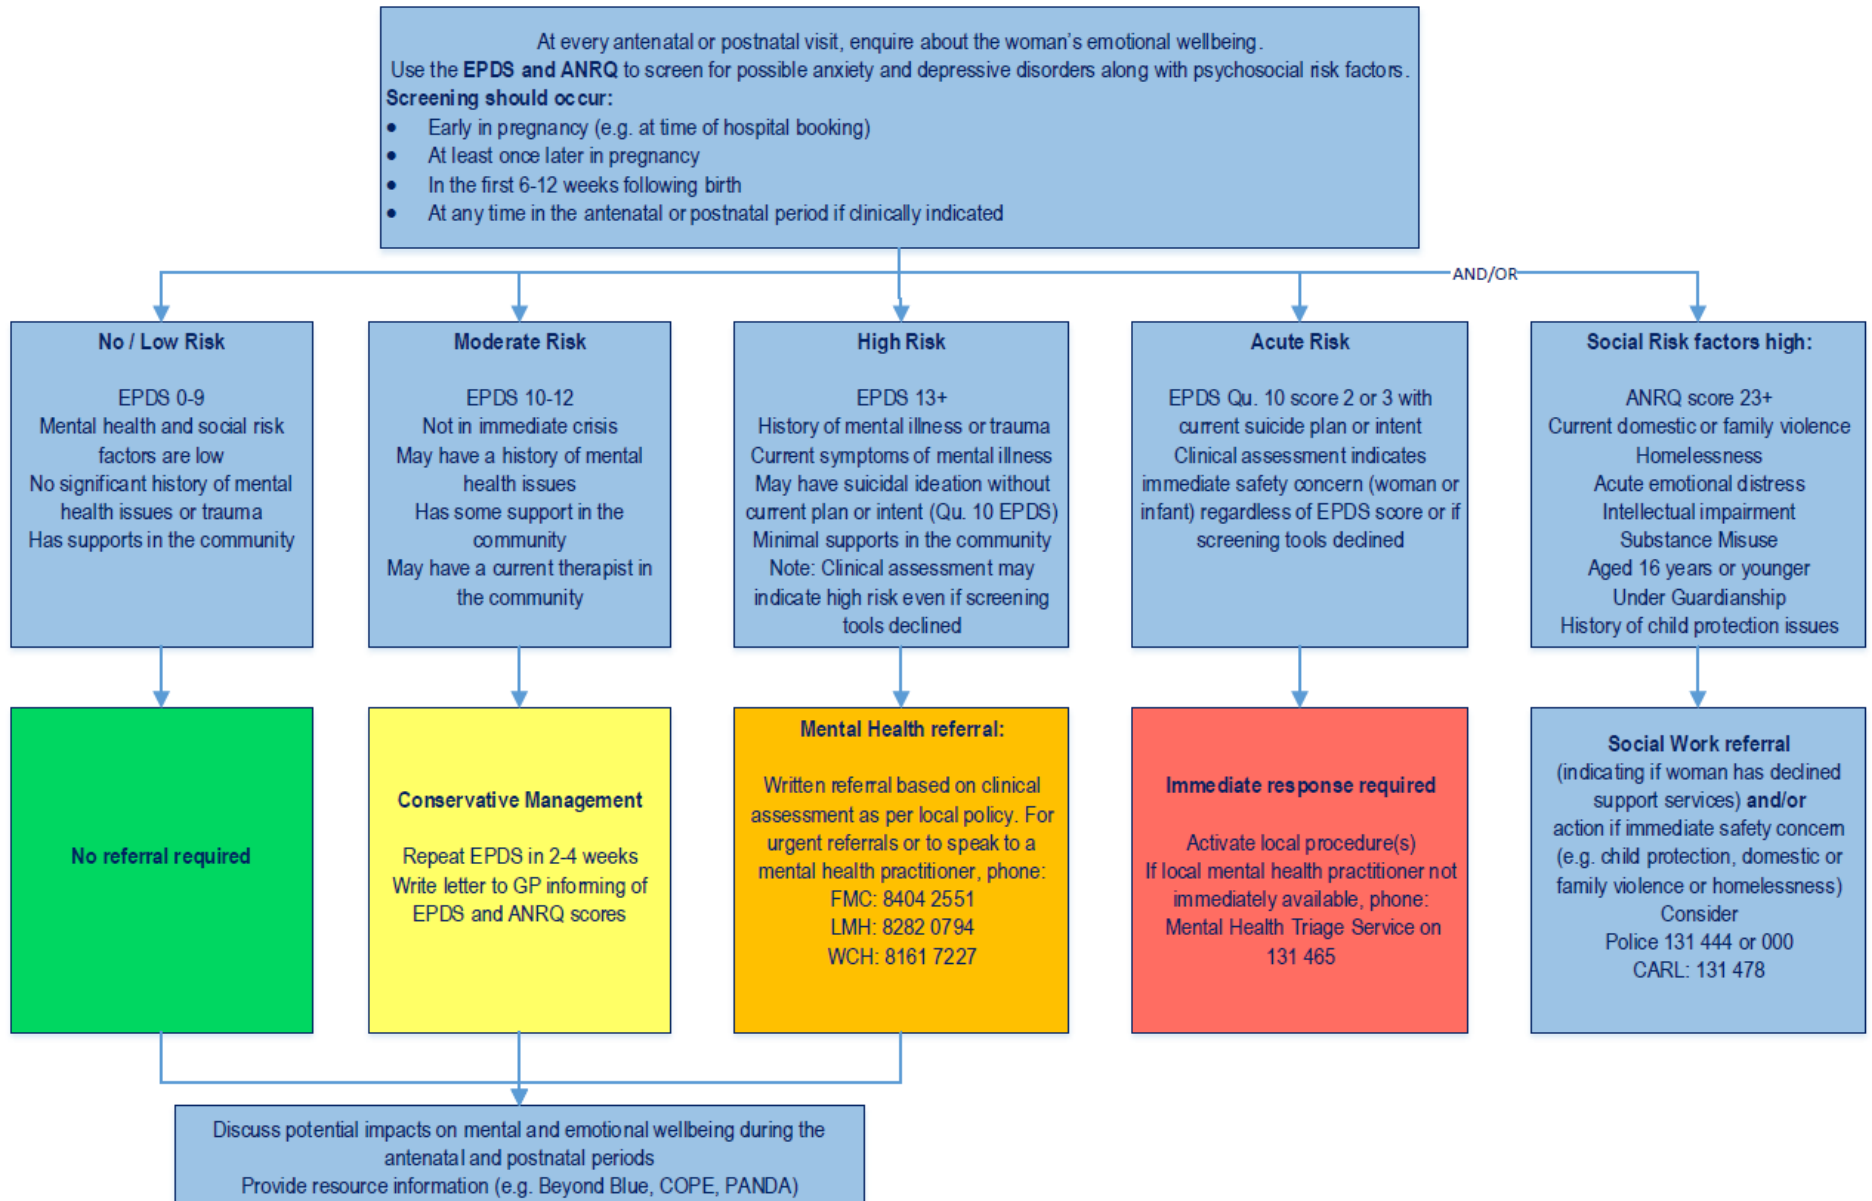 At every antenatal or postnatal visit, enquire about the woman's emotional wellbeing.
Use the EPDS and ANRQ to screen for possible anxiety and depressive disorders along with psychosocial risk factors.
Screening should occur:
• Early in pregnancy (e.g. at time of hospital booking)
• At least once later in pregnancy
• In the first 6-12 weeks following birth
• At any time in the antenatal or postnatal period if clinically indicated
AND/OR
No / Low Risk
EPDS 0-9
Mental health and social risk
factors are low
No significant history of mental
health issues or trauma
Has supports in the community
Moderate Risk
EPDS 10-12
Not in immediate crisis
May have a history of mental
health issues
Has some support in the
community
May have a current therapist in
the community
High Risk
EPDS 13+
History of mental illness or trauma
Current symptoms of mental illness
May have suicidal ideation without
current plan or intent (Qu. 10 EPDS)
Minimal supports in the community
Note: Clinical assessment may
indicate high risk even if screening
tools declined
Acute Risk
EPDS Qu. 10 score 2 or 3 with
current suicide plan or intent
Clinical assessment indicates
immediate safety concern (woman or
infant) regardless of EPDS score or if
screening tools declined
Social Risk factors high:
ANRQ score 23+
Current domestic or family violence
Homelessness
Acute emotional distress
Intellectual impairment
Substance Misuse
Aged 16 years or younger
Under Guardianship
History of child protection issues
No referral required
Conservative Management
Repeat EPDS in 2-4 weeks
Write letter to GP informing of
EPDS and ANRQ scores
Mental Health referral:
Written referral based on clinical
assessment as per local policy. For
urgent referrals or to speak to a
mental health practitioner, phone:
FMC: 8404 2551
LMH: 8282 0794
WCH: 8161 7227
Immediate response required
Activate local procedure(s)
If local mental health practitioner not
immediately available, phone:
Mental Health Triage Service on
131 465
Social Work referral
(indicating if woman has declined
support services) and/or
action if immediate safety concern
(e.g. child protection, domestic or
family violence or homelessness)
Consider
Police 131 444 or 000
CARL: 131 478
Discuss potential impacts on mental and emotional wellbeing during the
antenatal and postnatal periods
Provide resource information (e.g. Beyond Blue, COPE, PANDA)